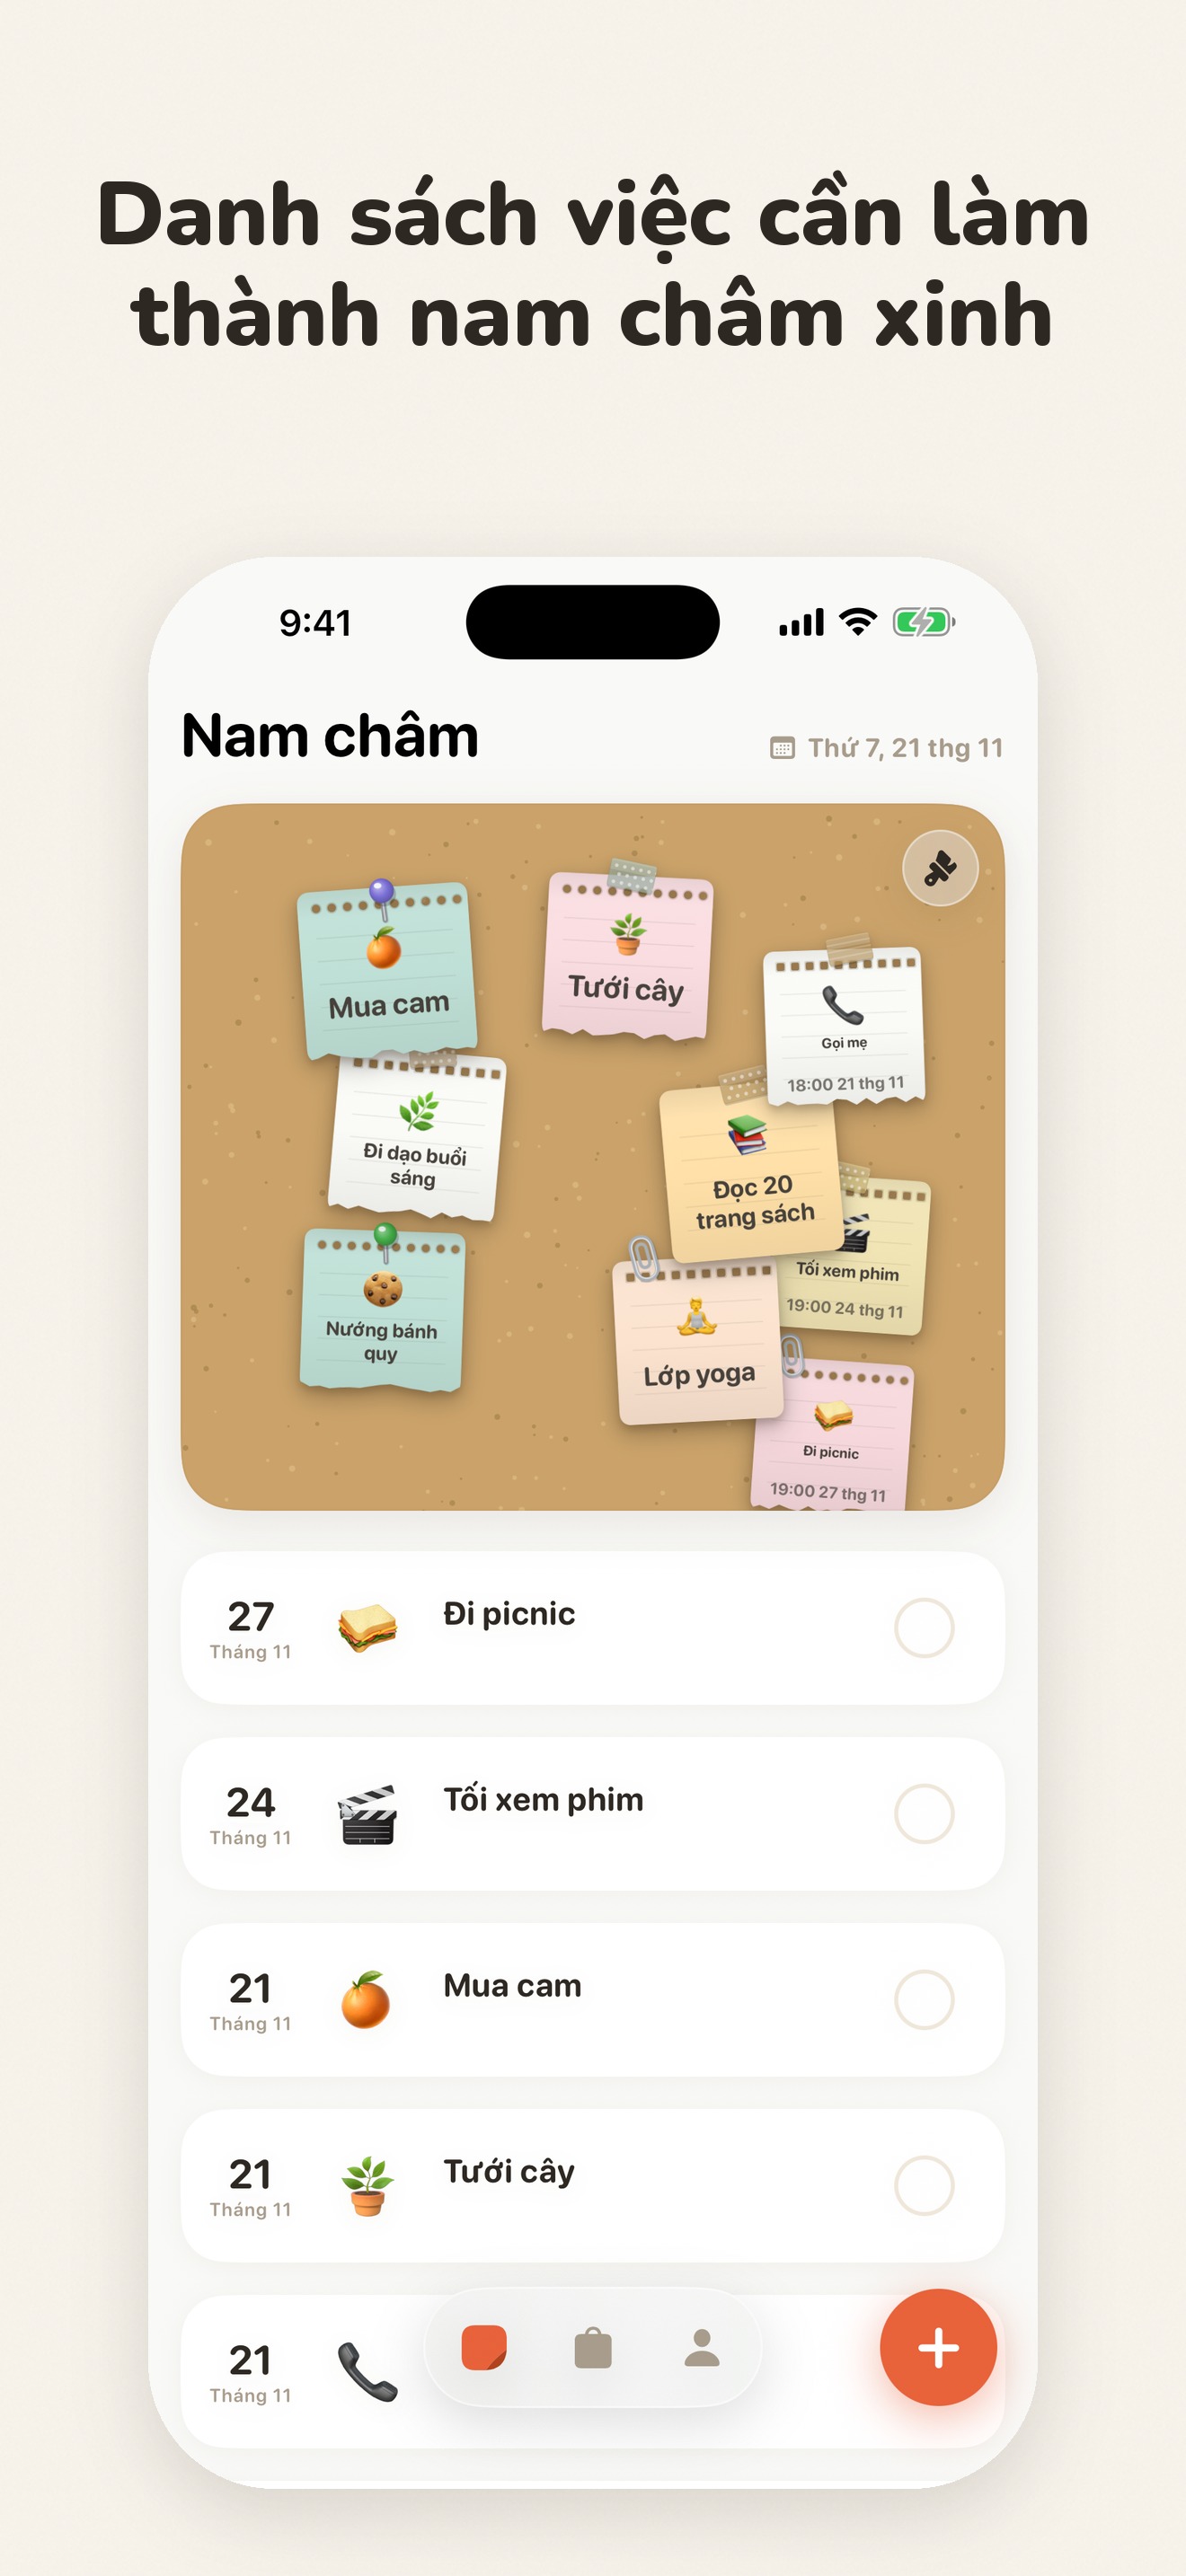 Danh sách việc cần làm
thành nam châm xinh
9:41
Nam châm
Thứ 7, 21 thg 11
Mua cam
Tưới cây
Gọi mẹ
18:00 21 thg 11
Đi dạo buổi
sáng
Đọc 20
trang sách
Tối xem phim
19:00 24 thg 11
Nướng bánh
quy
Lớp yoga
Đi picnic
19:00 27 thg 11
27
Tháng 11
Đi picnic
24
Tháng 11
Tối xem phim
21
Tháng 11
Mua cam
21
Tháng 11
Tưới cây
21
Tháng 11